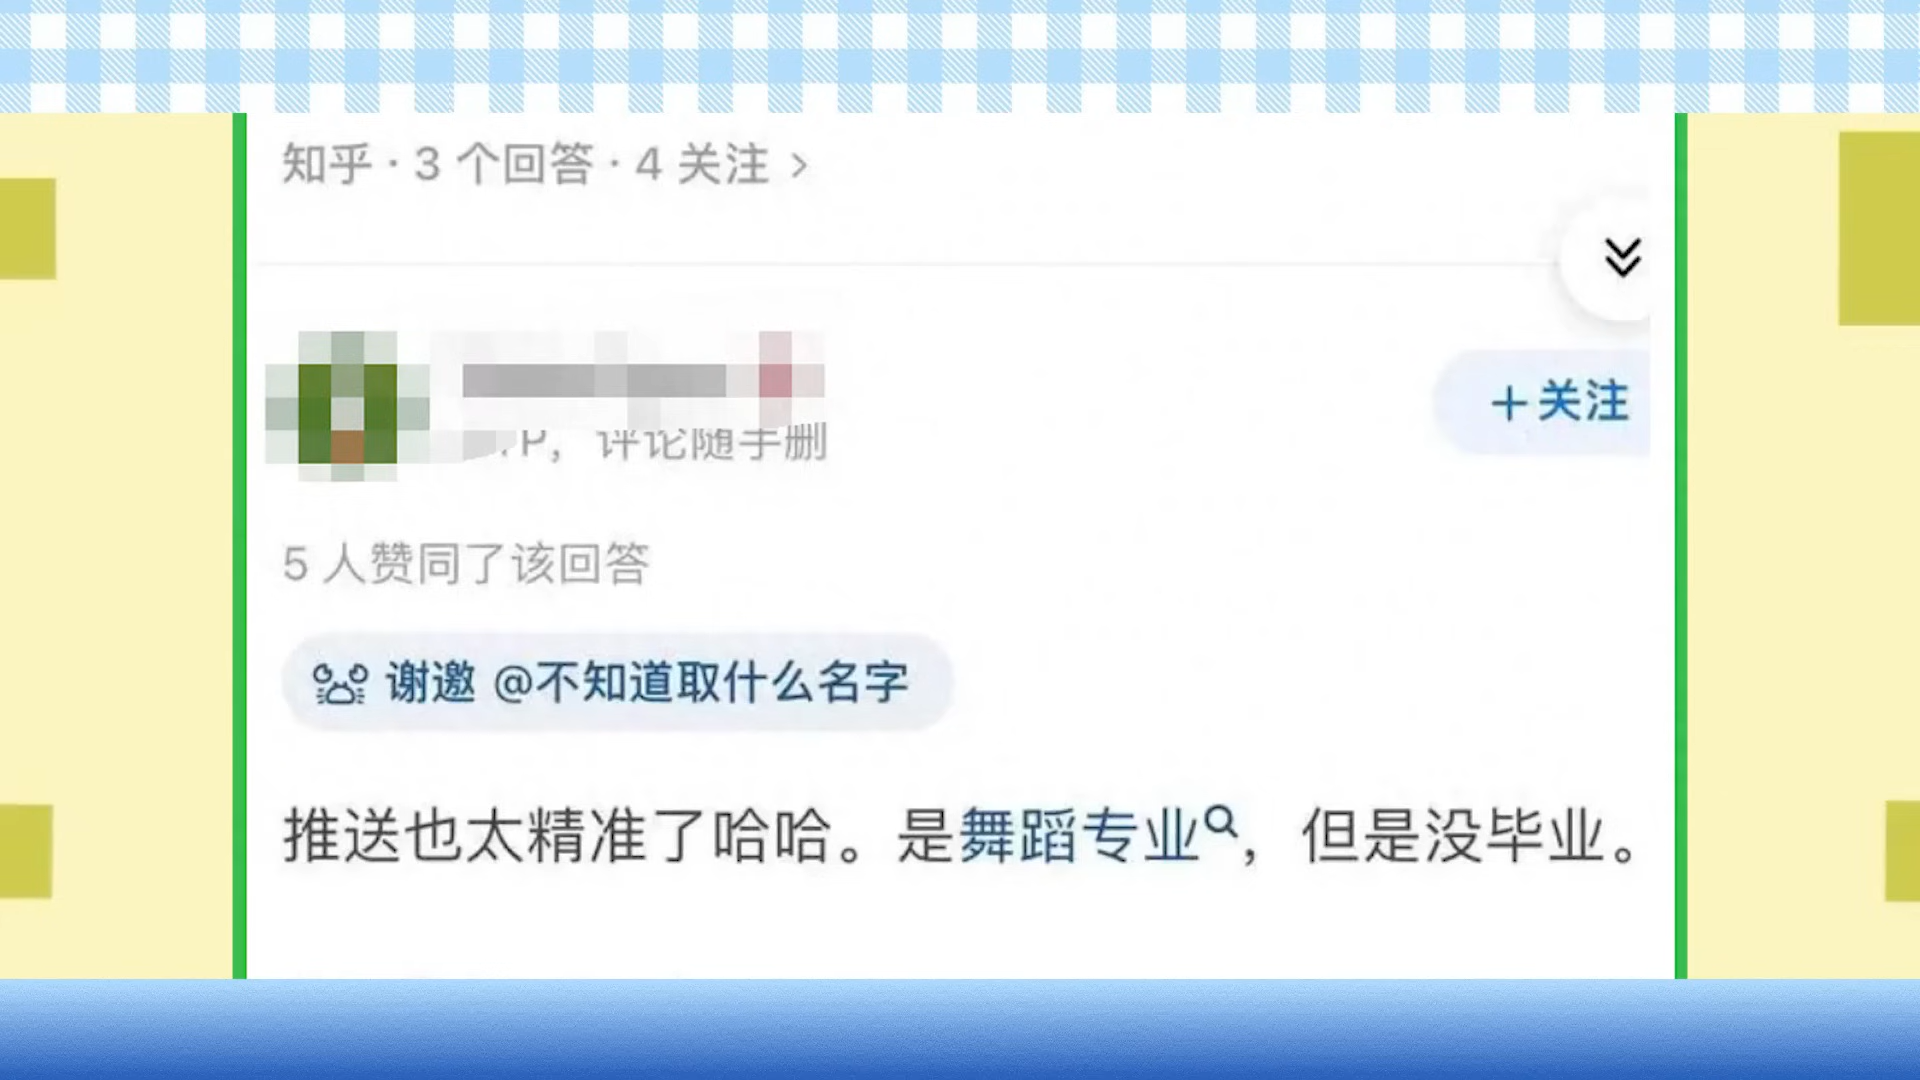 知乎 · 3 个回答 · 4 关注 >
P， 评论随手删
+关注
5 人赞同了该回答
谢邀 @不知道取什么名字
推送也太精准了哈哈。是舞蹈专业，但是没毕业。